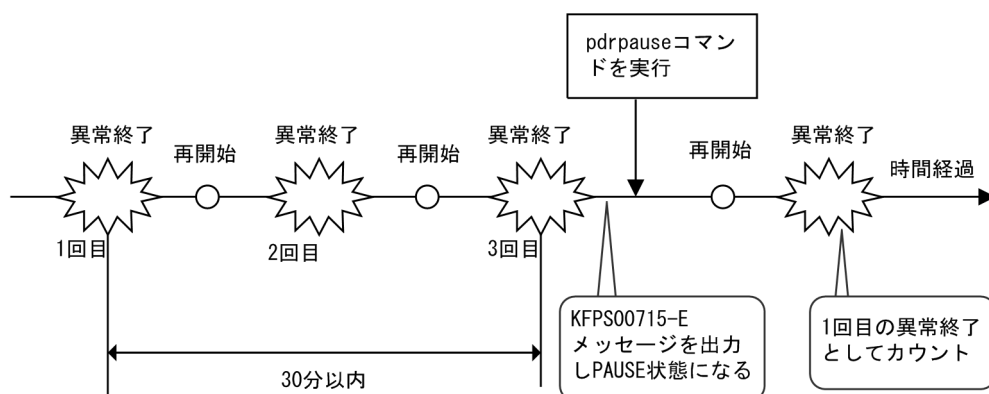 pdrpauseコマン
ドを実行
異常終了
再開始
異常終了
再開始
異常終了
再開始
異常終了
時間経過
1回目
2回目
3回目
KFPS00715-E
メッセージを出力
しPAUSE状態になる
1回目の異常終了
としてカウント
30分以内